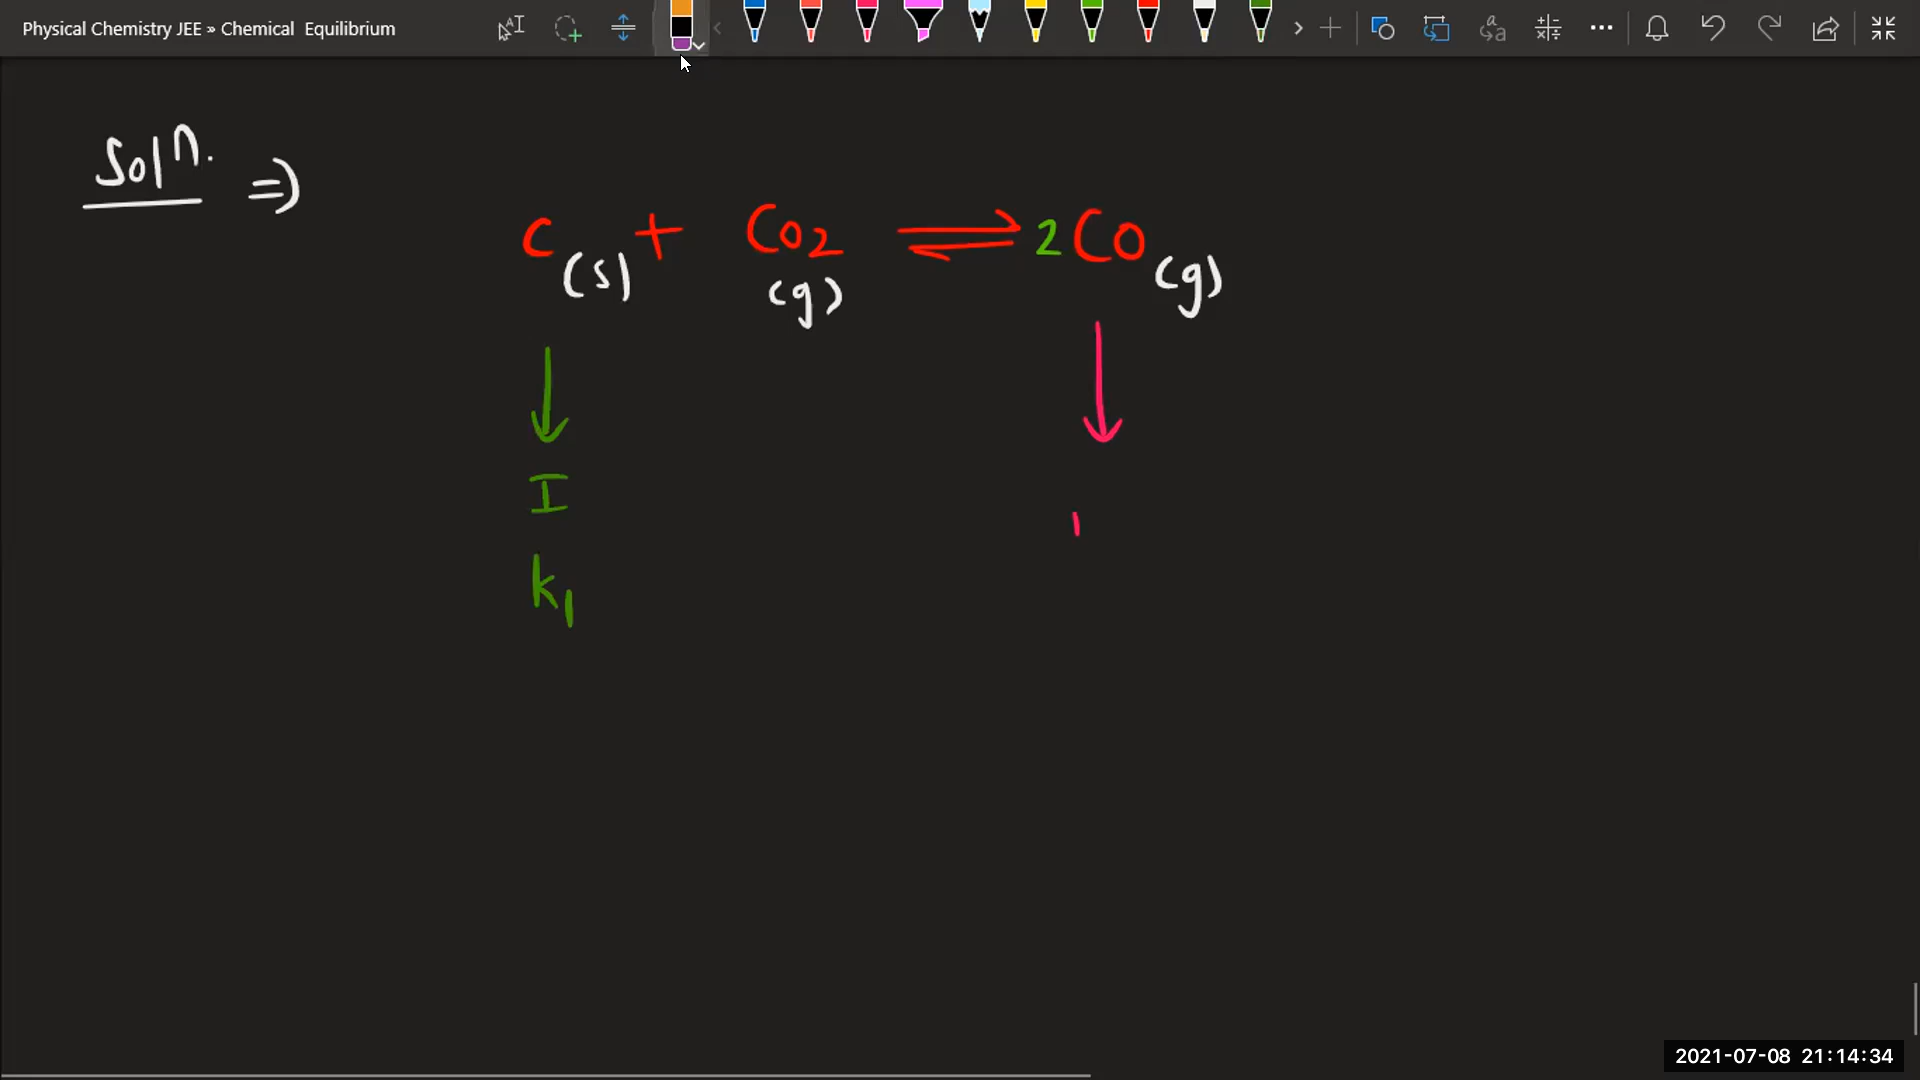 Physical Chemistry JEE » Chemical Equilibrium
Solⁿ. ⇒
C(s) + CO2(g) ⇌ 2CO(g)
I
k1
2021-07-08 21:14:34